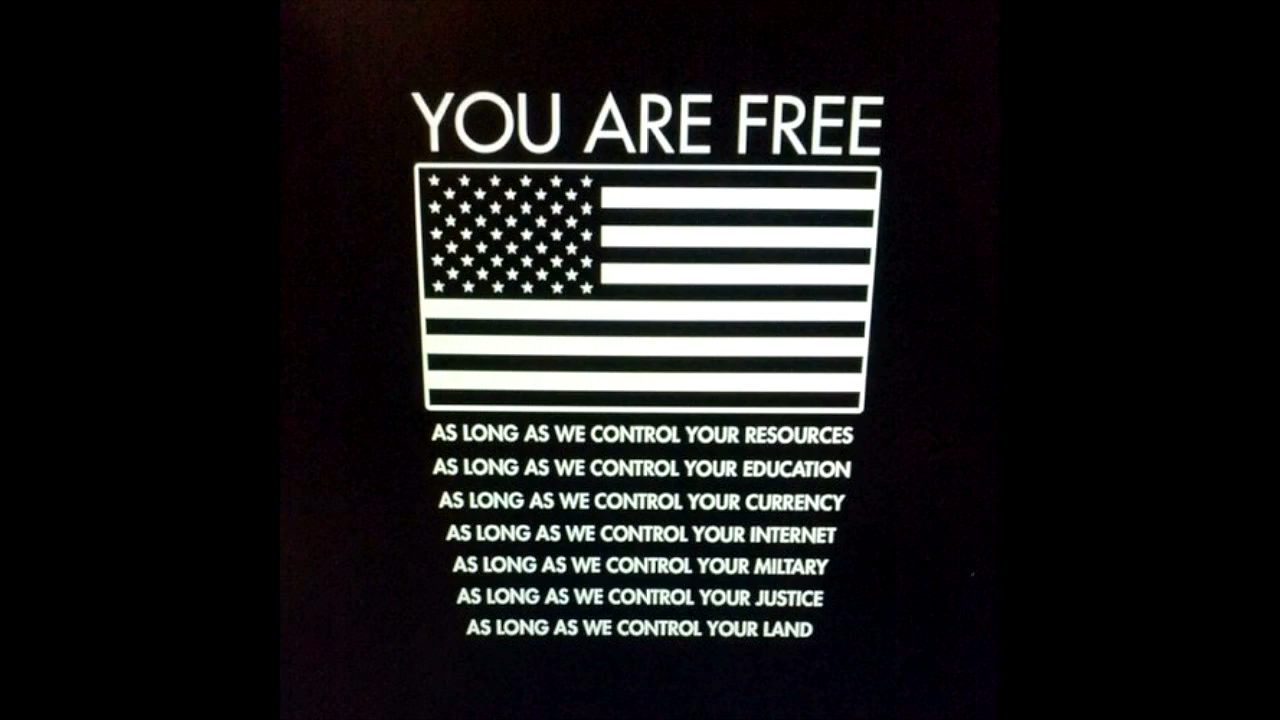 YOU ARE FREE
AS LONG AS WE CONTROL YOUR RESOURCES
AS LONG AS WE CONTROL YOUR EDUCATION
AS LONG AS WE CONTROL YOUR CURRENCY
AS LONG AS WE CONTROL YOUR INTERNET
AS LONG AS WE CONTROL YOUR MILTARY
AS LONG AS WE CONTROL YOUR JUSTICE
AS LONG AS WE CONTROL YOUR LAND